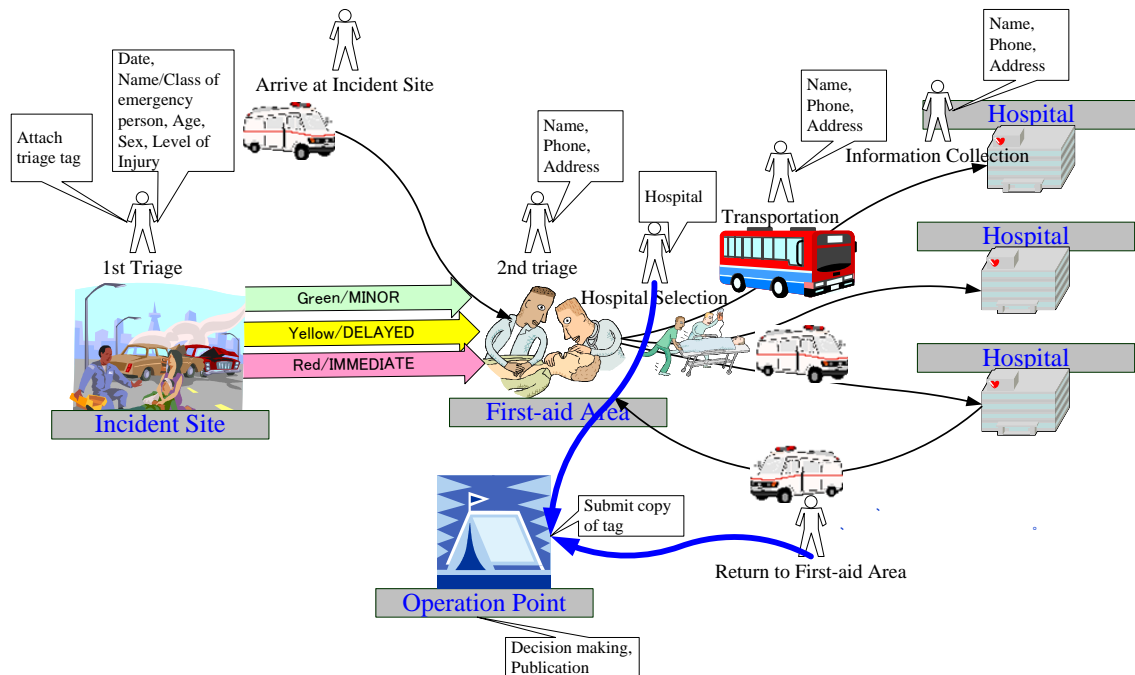 Date,
Name/Class of
emergency
person, Age,
Sex, Level of
Injury
Attach
triage tag
1st Triage
Arrive at Incident Site
Name,
Phone,
Address
2nd triage
Hospital
Hospital Selection
Name,
Phone,
Address
Transportation
Name,
Phone,
Address
Information Collection
Hospital
Hospital
Hospital
Green/MINOR
Yellow/DELAYED
Red/IMMEDIATE
Incident Site
First-aid Area
Submit copy
of tag
Return to First-aid Area
Operation Point
Decision making,
Publication